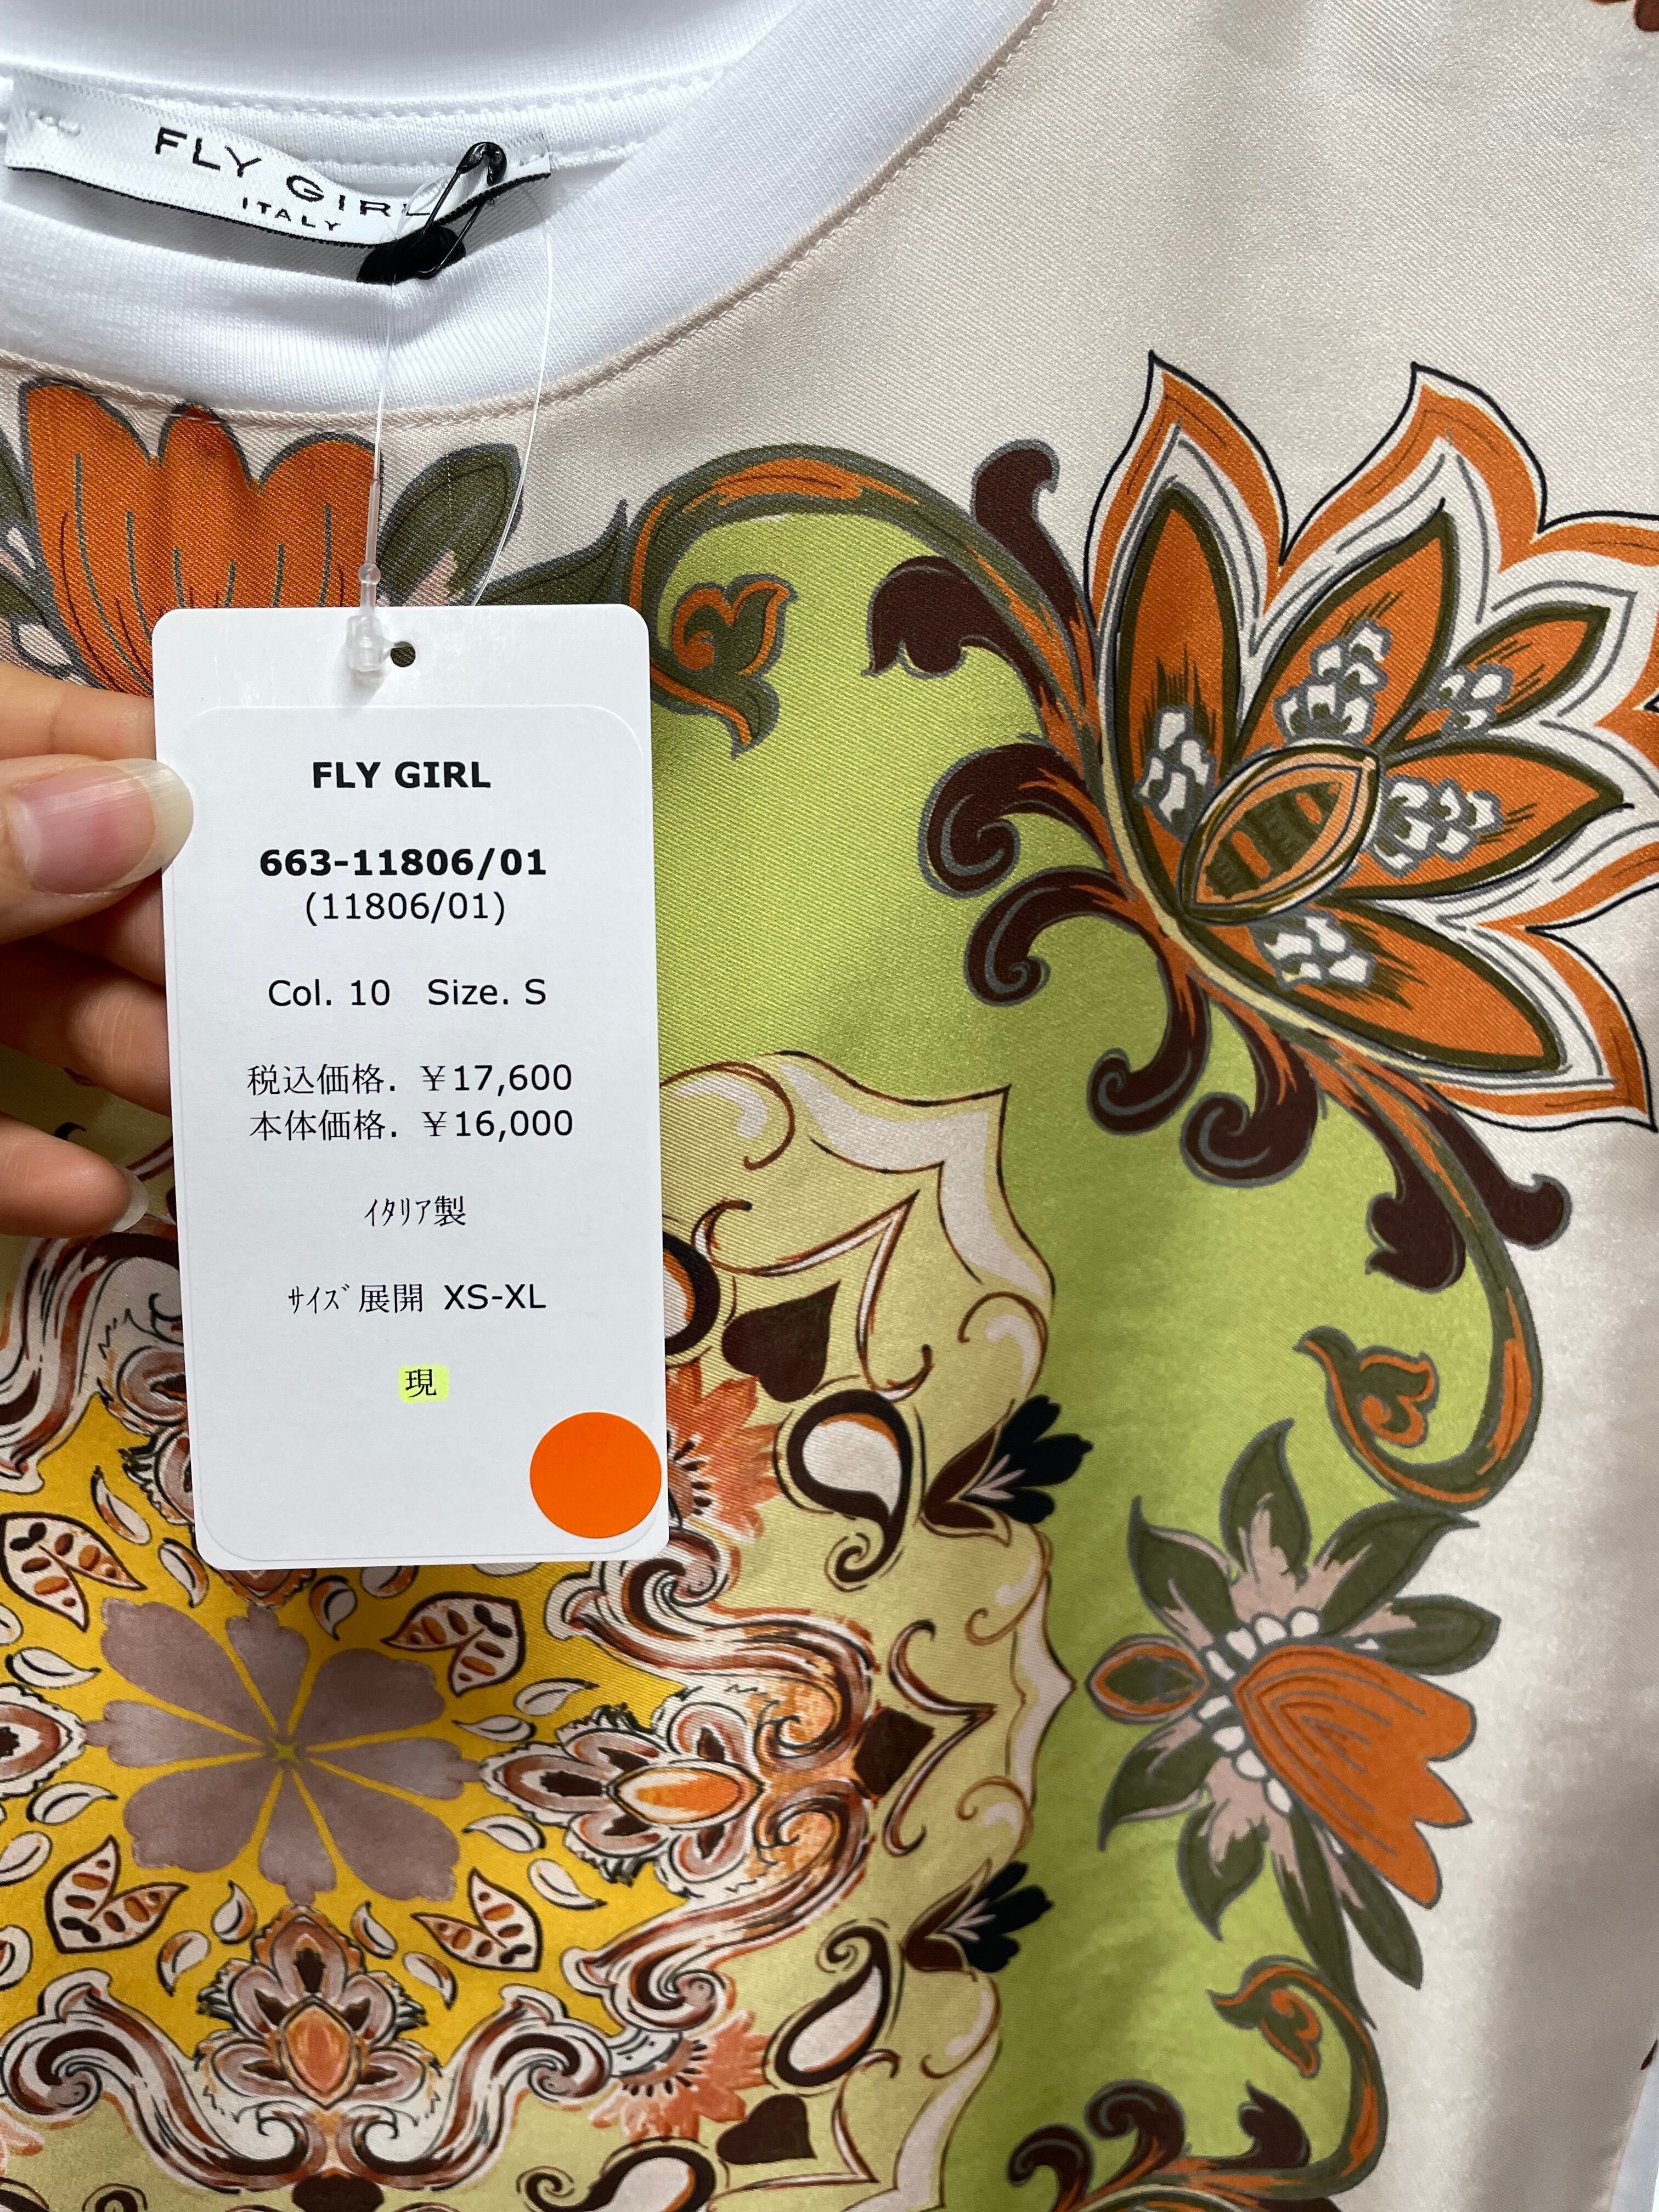 FLY GIRL
ITALY
FLY GIRL
663-11806/01
(11806/01)
Col. 10 Size. S
税込価格. ￥17,600
本体価格. ￥16,000
ｲﾀﾘｱ製
ｻｲｽﾞ展開 XS-XL
現